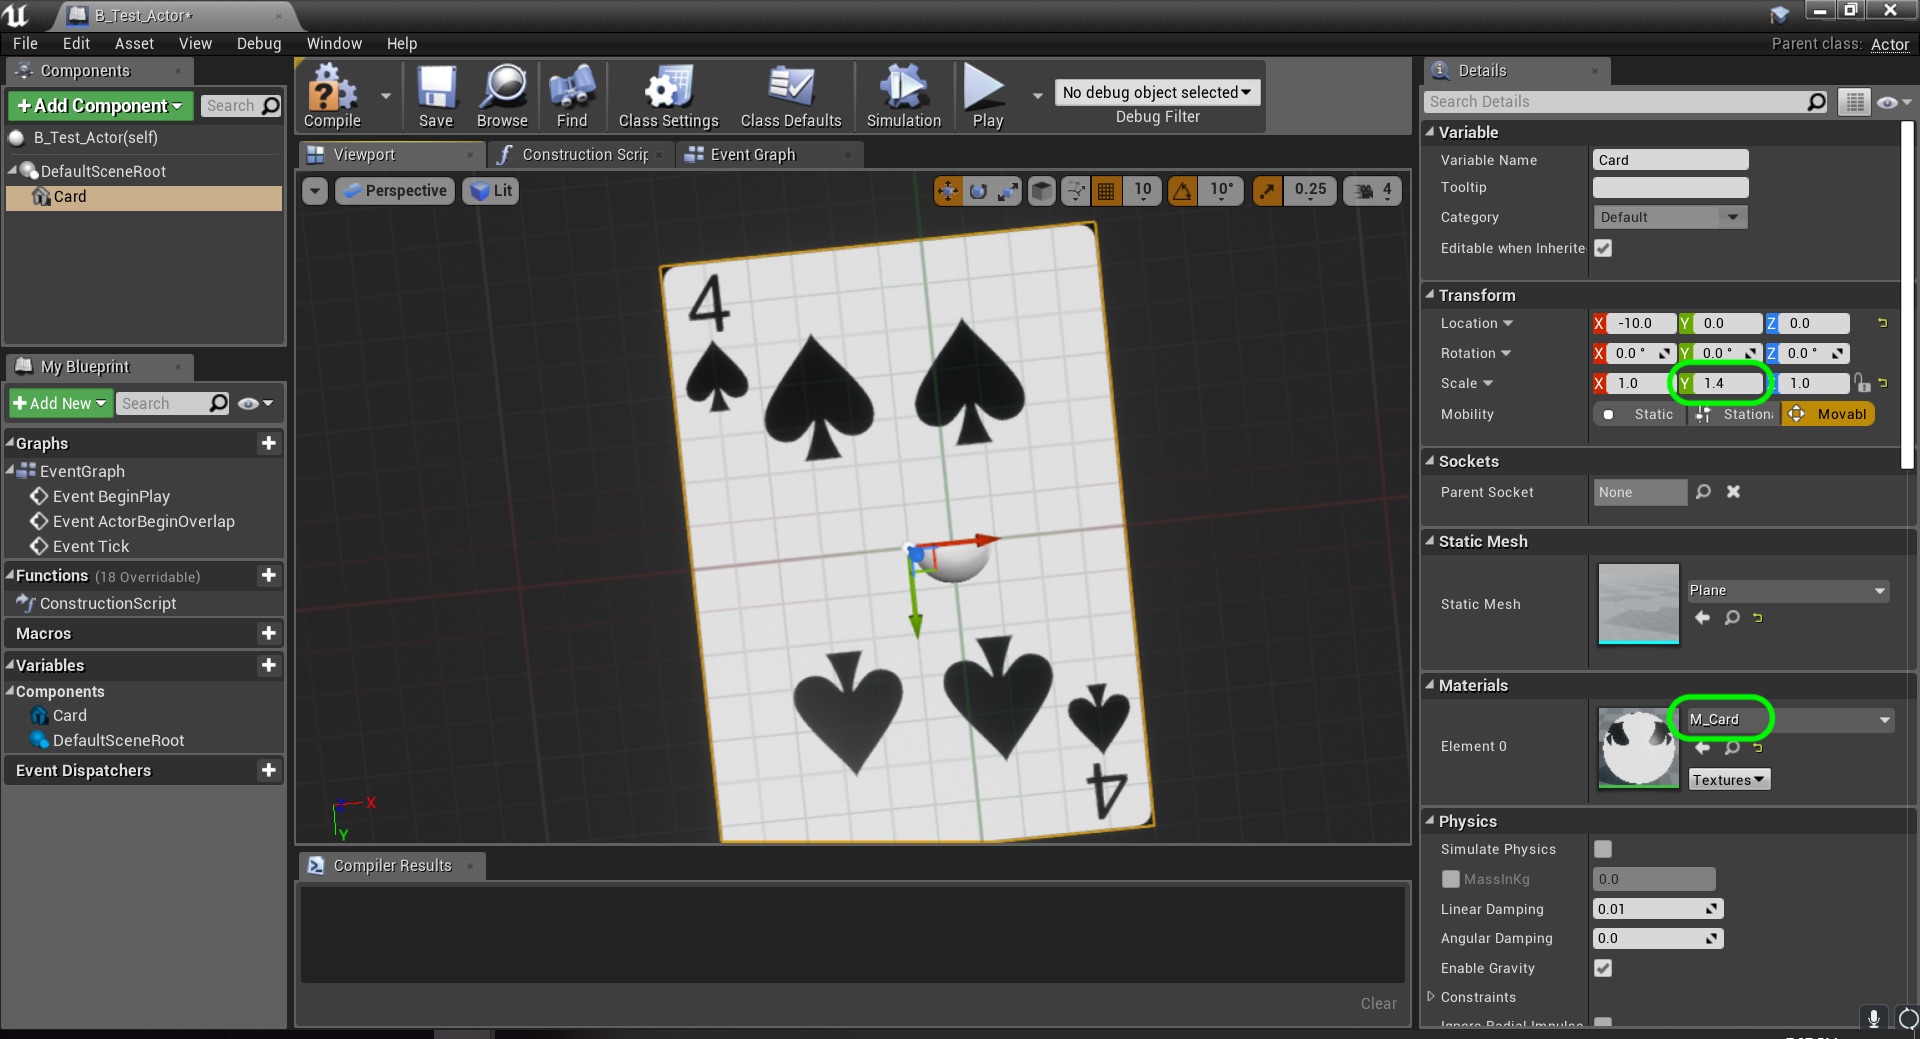 B_Test_Actor*
File Edit Asset View Debug Window Help
Parent class: Actor
Components
+Add Component
Search
B_Test_Actor(self)
DefaultSceneRoot
Card
My Blueprint
+Add New
Search
Graphs
EventGraph
Event BeginPlay
Event ActorBeginOverlap
Event Tick
Functions (18 Overridable)
ConstructionScript
Macros
Variables
Components
Card
DefaultSceneRoot
Event Dispatchers
Compile
Save
Browse
Find
Class Settings
Class Defaults
Simulation
Play
No debug object selected
Debug Filter
Viewport
Construction Scrip
Event Graph
Perspective
Lit
10
10°
0.25
4
4
4
X
Z
Y
Compiler Results
Clear
Details
Search Details
Variable
Variable Name Card
Tooltip
Category Default
Editable when Inherite
Transform
Location X -10.0 Y 0.0 Z 0.0
Rotation X 0.0 ° Y 0.0 ° Z 0.0 °
Scale X 1.0 Y 1.4 1.0
Mobility Static Station Movabl
Sockets
Parent Socket None
Static Mesh
Static Mesh Plane
Materials
Element 0 M_Card
Textures
Physics
Simulate Physics
MassInKg 0.0
Linear Damping 0.01
Angular Damping 0.0
Enable Gravity
Constraints
Ignore Radial Impulse